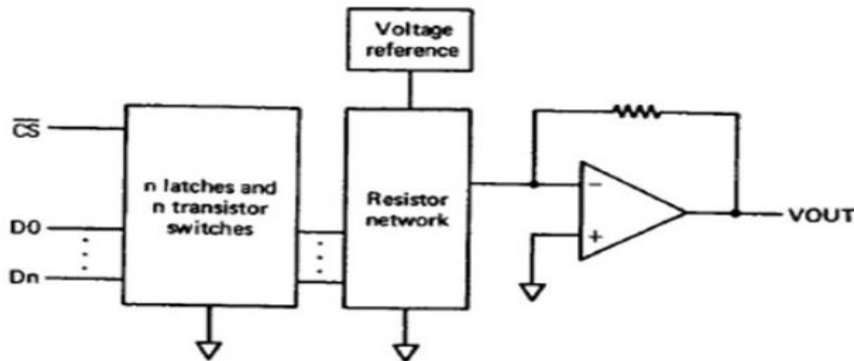 Voltage
reference
CS
n latches and
n transistor
switches
Resistor
network
D0
Dn
−
+
VOUT